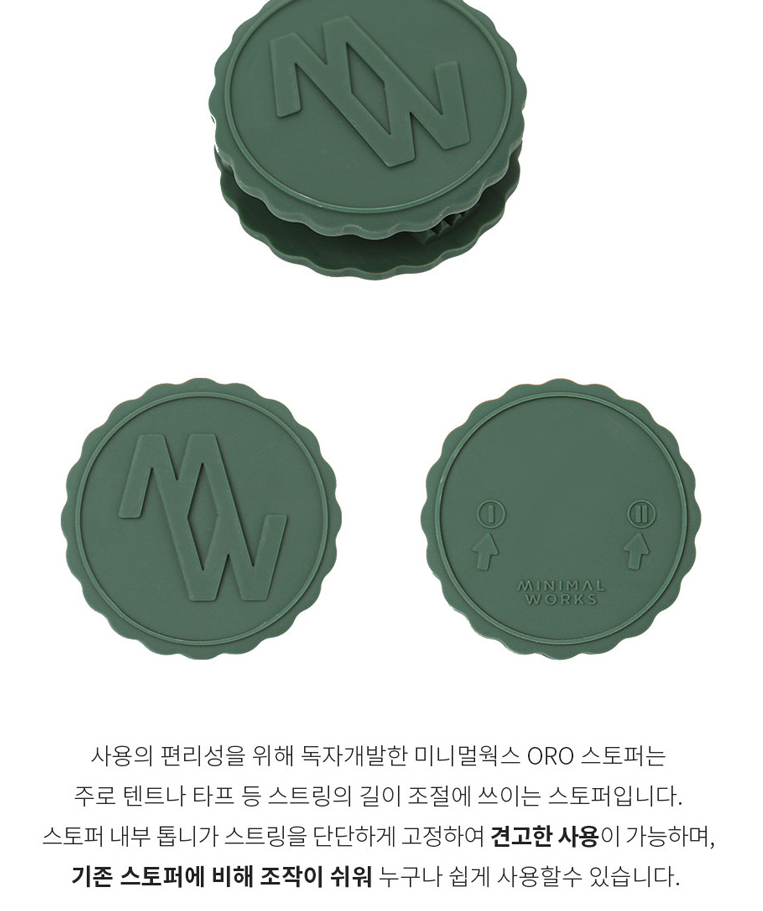 MW
MW
I II
MINIMAL
WORKS
사용의 편리성을 위해 독자개발한 미니멀웍스 ORO 스토퍼는
주로 텐트나 타프 등 스트링의 길이 조절에 쓰이는 스토퍼입니다.
스토퍼 내부 톱니가 스트링을 단단하게 고정하여 견고한 사용이 가능하며,
기존 스토퍼에 비해 조작이 쉬워 누구나 쉽게 사용할수 있습니다.